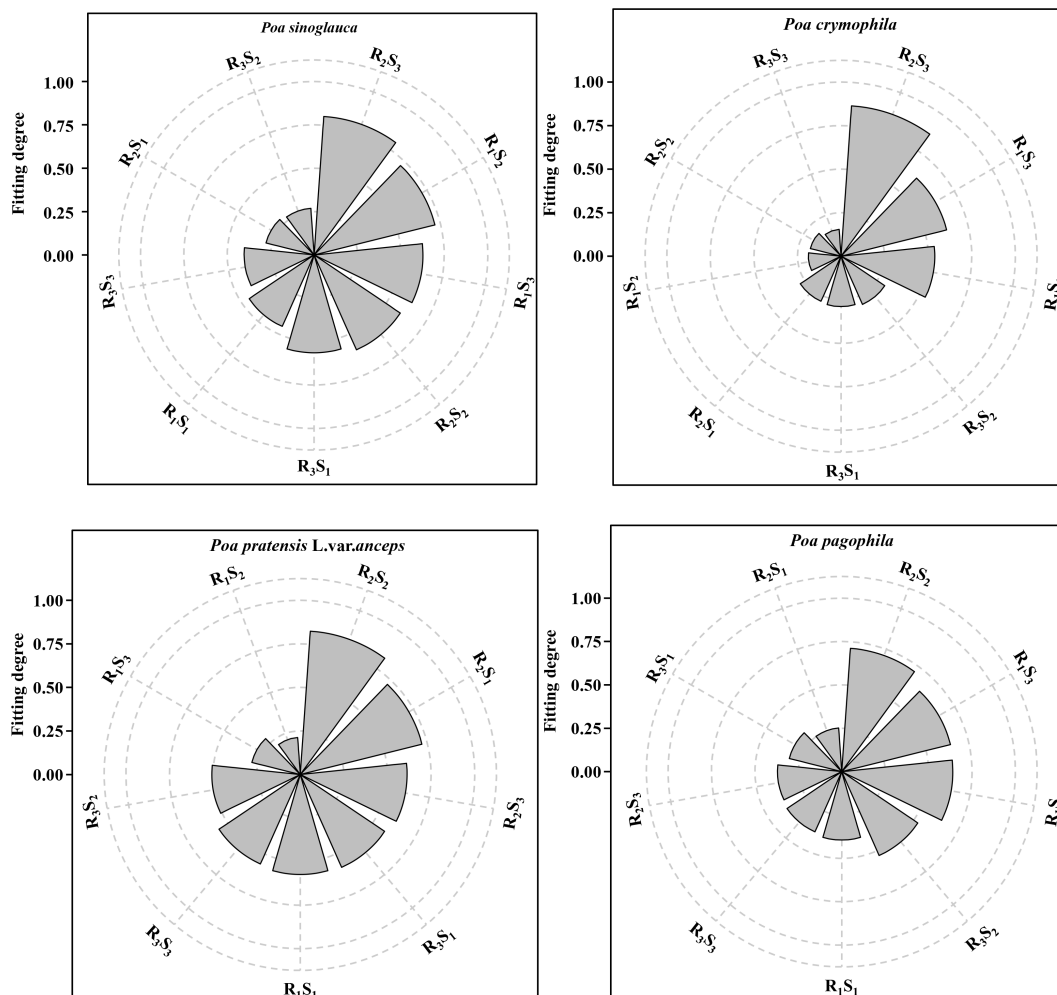 Poa sinoglauca
R₃S₂
R₂S₃
R₂S₁
R₁S₂
R₃S₃
R₁S₃
R₁S₁
R₂S₂
R₃S₁
Fitting degree
1.00
0.75
0.50
0.25
0.00
Poa crymophila
R₃S₃
R₂S₃
R₂S₂
R₁S₃
R₁S₂
R₂S₁
R₃S₂
R₃S₁
Fitting degree
1.00
0.75
0.50
0.25
0.00
Poa pratensis L.var.anceps
R₁S₂
R₂S₂
R₁S₃
R₂S₁
R₃S₂
R₂S₃
R₃S₃
R₃S₁
R₁S₁
Fitting degree
1.00
0.75
0.50
0.25
0.00
Poa pagophila
R₂S₁
R₂S₂
R₃S₁
R₁S₃
R₂S₃
R₃S₃
R₃S₂
R₁S₁
Fitting degree
1.00
0.75
0.50
0.25
0.00